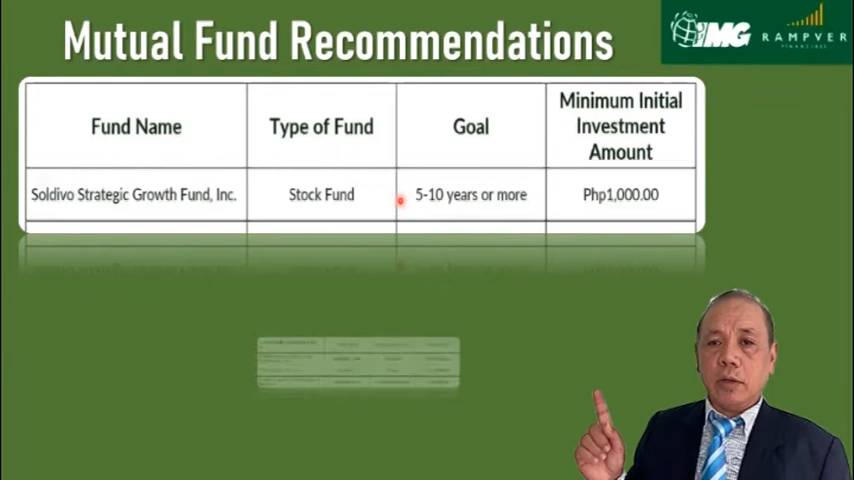 Mutual Fund Recommendations
IMG
RAMPVER
FINANCIALS
Fund Name
Type of Fund
Goal
Minimum Initial
Investment
Amount
Soldivo Strategic Growth Fund, Inc.
Stock Fund
5-10 years or more
Php1,000.00